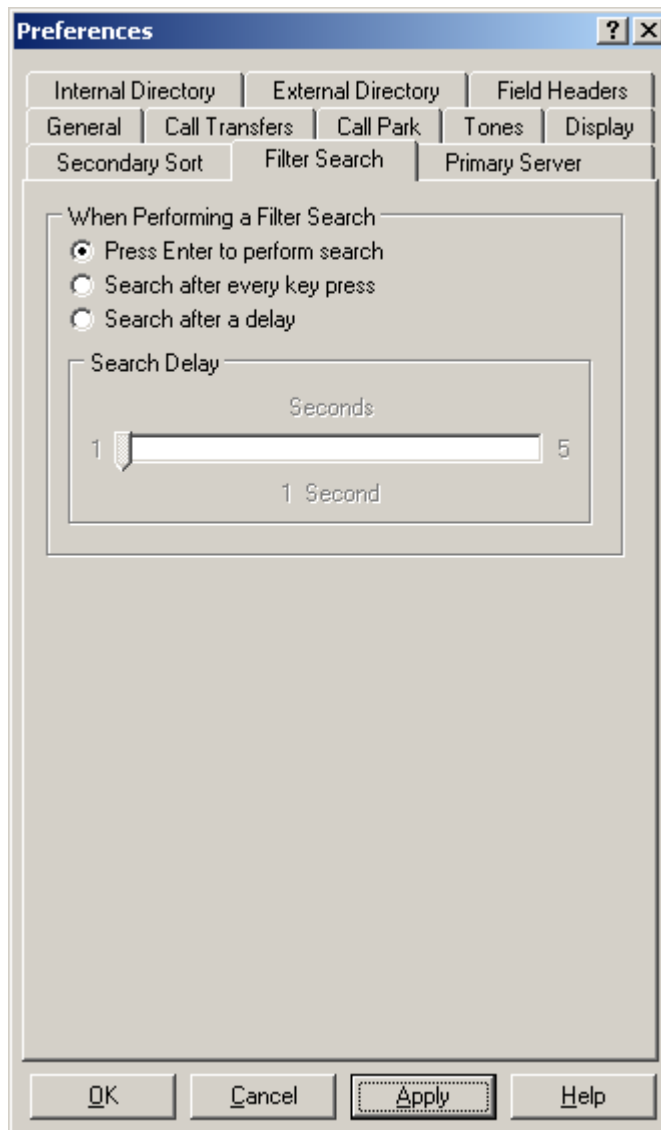 Preferences
Internal Directory External Directory Field Headers
General Call Transfers Call Park Tones Display
Secondary Sort Filter Search Primary Server
When Performing a Filter Search
Press Enter to perform search
Search after every key press
Search after a delay
Search Delay
Seconds
1 5
1 Second
OK Cancel Apply Help